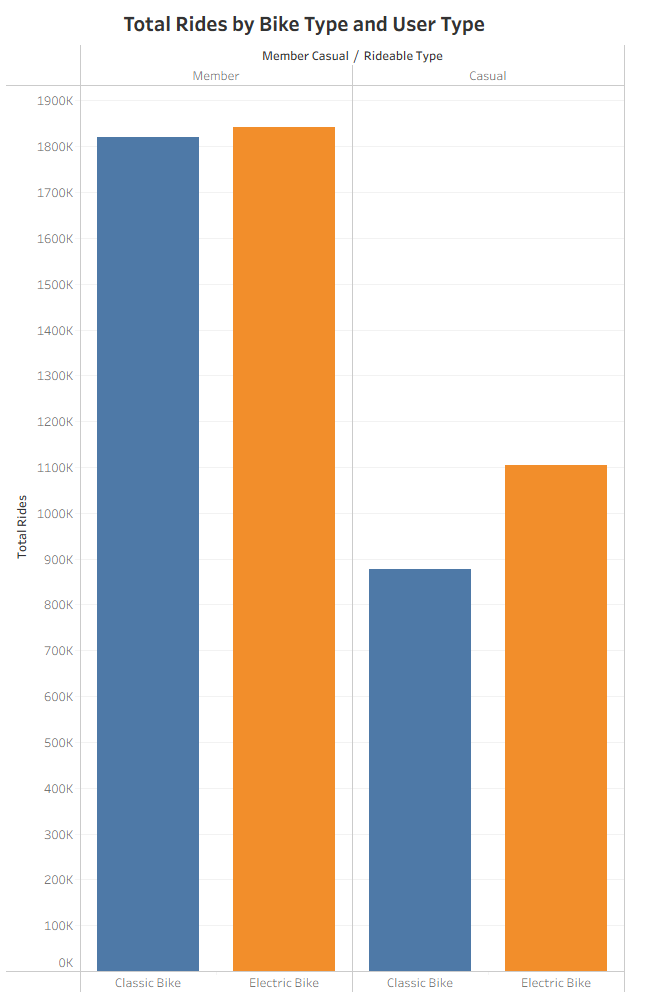 Total Rides by Bike Type and User Type
Member Casual / Rideable Type
Member Casual
1900K
1800K
1700K
1600K
1500K
1400K
1300K
1200K
1100K
1000K
900K
800K
700K
600K
500K
400K
300K
200K
100K
0K
Total Rides
Classic Bike Electric Bike Classic Bike Electric Bike